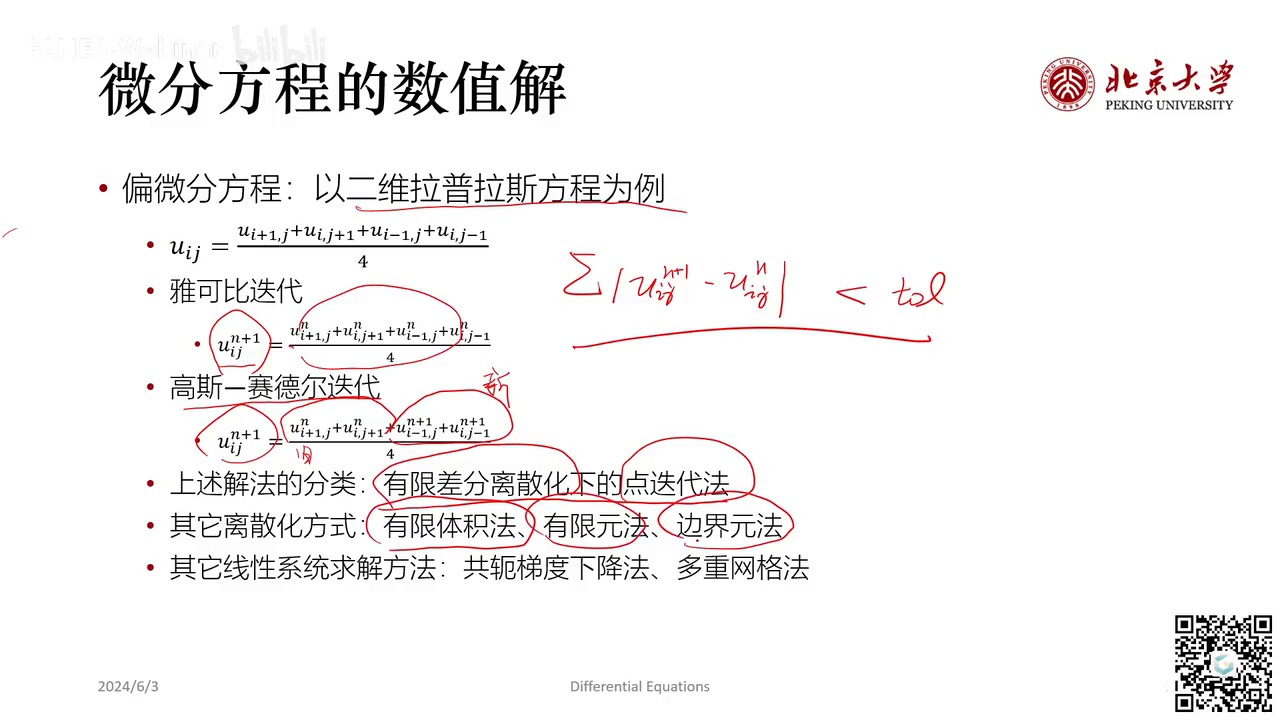 bilibili
微分方程的数值解
北京大学
PEKING UNIVERSITY
PEKING UNIVERSITY
1898
• 偏微分方程：以二维拉普拉斯方程为例
• u_{ij} = \frac{u_{i+1,j}+u_{i,j+1}+u_{i-1,j}+u_{i,j-1}}{4}
∑|u_{ij}^{n+1} - u_{ij}^{n}| < tol
• 雅可比迭代
• u_{ij}^{n+1} = \frac{u_{i+1,j}^{n}+u_{i,j+1}^{n}+u_{i-1,j}^{n}+u_{i,j-1}^{n}}{4}
• 高斯—赛德尔迭代
新
• u_{ij}^{n+1} = \frac{u_{i+1,j}^{n}+u_{i,j+1}^{n}+u_{i-1,j}^{n+1}+u_{i,j-1}^{n+1}}{4}
旧
• 上述解法的分类：有限差分离散化下的点迭代法
• 其它离散化方式：有限体积法、有限元法、边界元法
• 其它线性系统求解方法：共轭梯度下降法、多重网格法
2024/6/3
Differential Equations